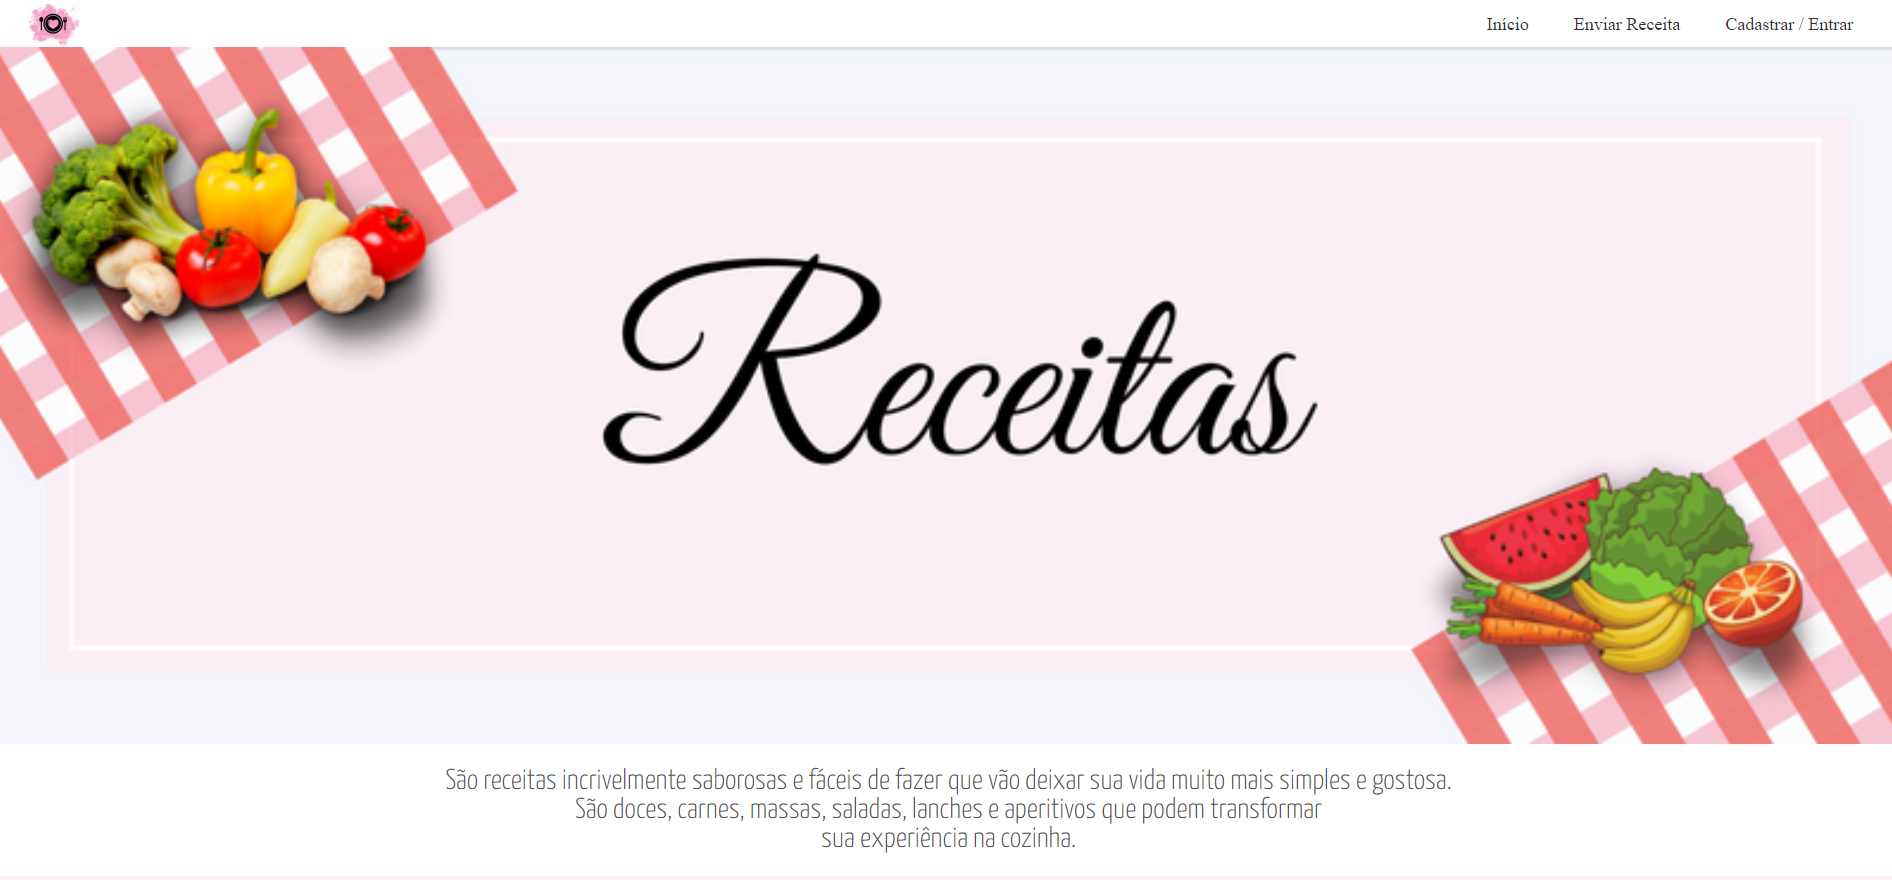 Início Enviar Receita Cadastrar / Entrar
Receitas
São receitas incrivelmente saborosas e fáceis de fazer que vão deixar sua vida muito mais simples e gostosa.
São doces, carnes, massas, saladas, lanches e aperitivos que podem transformar
sua experiência na cozinha.